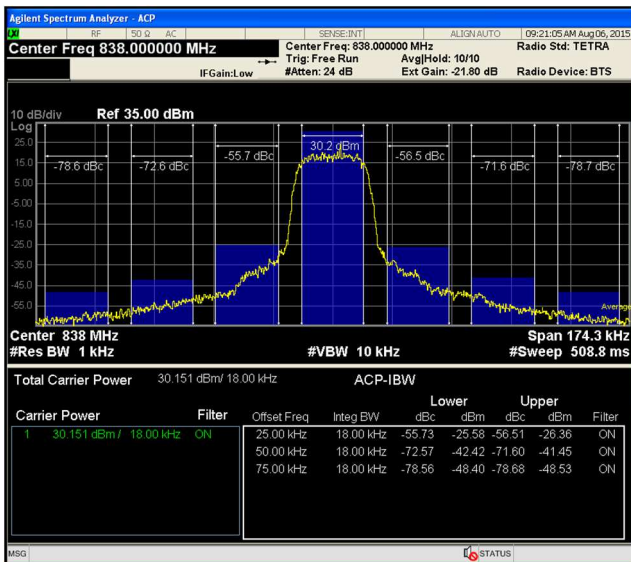 Agilent Spectrum Analyzer - ACP
LXI RF 50 Ω AC SENSE:INT ALIGN AUTO 09:21:05 AM Aug 06, 2015
Center Freq 838.000000 MHz Center Freq: 838.000000 MHz Radio Std: TETRA
Trig: Free Run Avg|Hold: 10/10
IFGain:Low #Atten: 24 dB Ext Gain: -21.80 dB Radio Device: BTS
10 dB/div Ref 35.00 dBm
Log
25.0
30.2 dBm
-55.7 dBc -56.5 dBc
15.0
-78.6 dBc -72.6 dBc -71.6 dBc -78.7 dBc
5.00
-5.00
-15.0
-25.0
-35.0
-45.0
-55.0
Average
Center 838 MHz Span 174.3 kHz
#Res BW 1 kHz #VBW 10 kHz #Sweep 508.8 ms
Total Carrier Power 30.151 dBm/ 18.00 kHz ACP-IBW
Lower Upper
Carrier Power Filter Offset Freq Integ BW dBc dBm dBc dBm Filter
1 30.151 dBm / 18.00 kHz ON 25.00 kHz 18.00 kHz -55.73 -25.58 -56.51 -26.36 ON
50.00 kHz 18.00 kHz -72.57 -42.42 -71.60 -41.45 ON
75.00 kHz 18.00 kHz -78.56 -48.40 -78.68 -48.53 ON
MSG STATUS